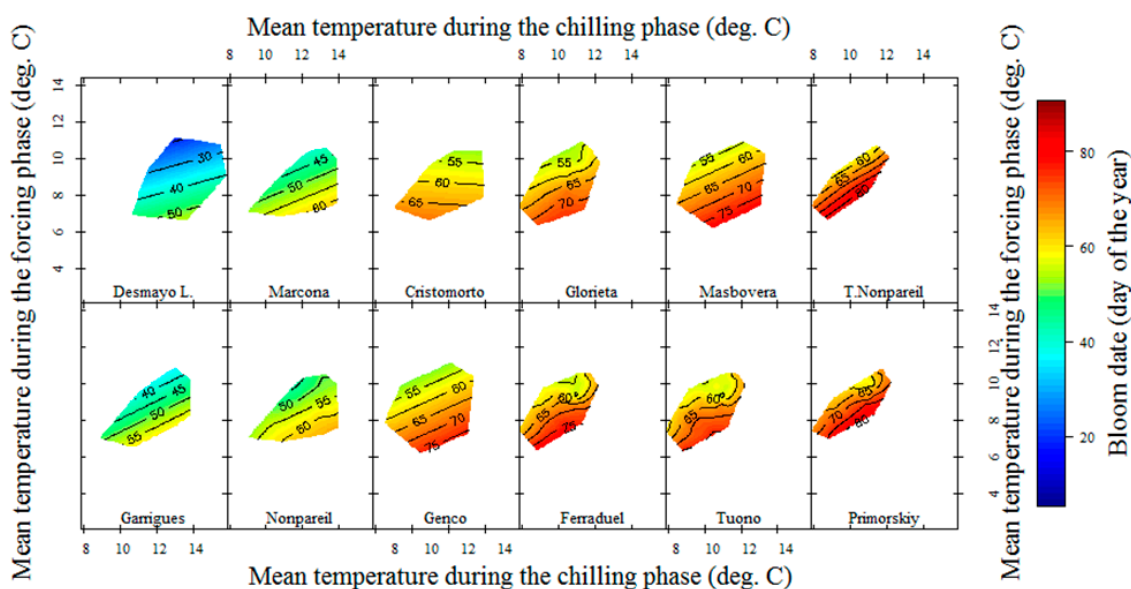 Mean temperature during the chilling phase (deg. C)
8 10 12 14 8 10 12 14 8 10 12 14
Mean temperature during the forcing phase (deg. C)
14
12
10
8
6
4
30
40
50
Desmayo L.
45
50
60
Marcona
55
60
65
Cristomorto
55
65
70
Glorieta
55 60
65 70
75
Masbovera
60
65
80
T.Nonpareil
40 45
50
55
Garrigues
50
55
60
Nonpareil
55 60
65 70
75
Genco
60
65
75
Ferraduel
60
65
Tuono
65
70
80
Primorskiy
14
12
10
8
6
4
8 10 12 14 8 10 12 14 8 10 12 14
Mean temperature during the chilling phase (deg. C)
Mean temperature during the forcing phase (deg. C)
80
60
40
20
Bloom date (day of the year)